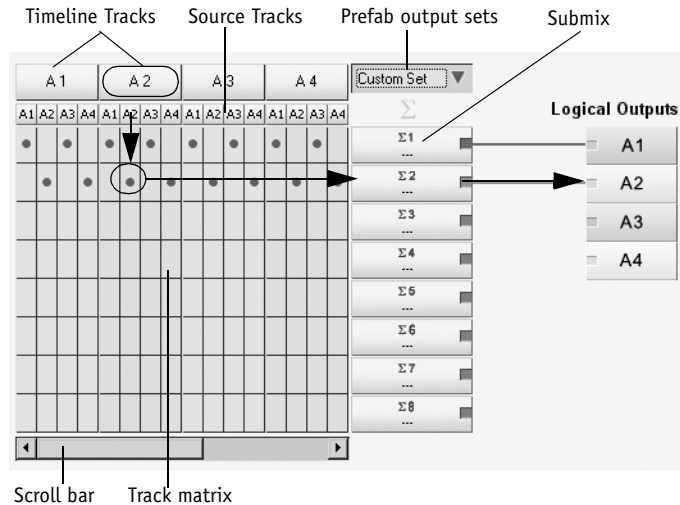 Timeline Tracks Source Tracks Prefab output sets Submix
A 1 A 2 A 3 A 4 Custom Set
A1 A2 A3 A4 A1 A2 A3 A4 A1 A2 A3 A4 A1 A2 A3 A4 Σ Logical Outputs
Σ1
--- A1
Σ2
--- A2
Σ3
--- A3
Σ4
--- A4
Σ5
---
Σ6
---
Σ7
---
Σ8
---
Scroll bar Track matrix